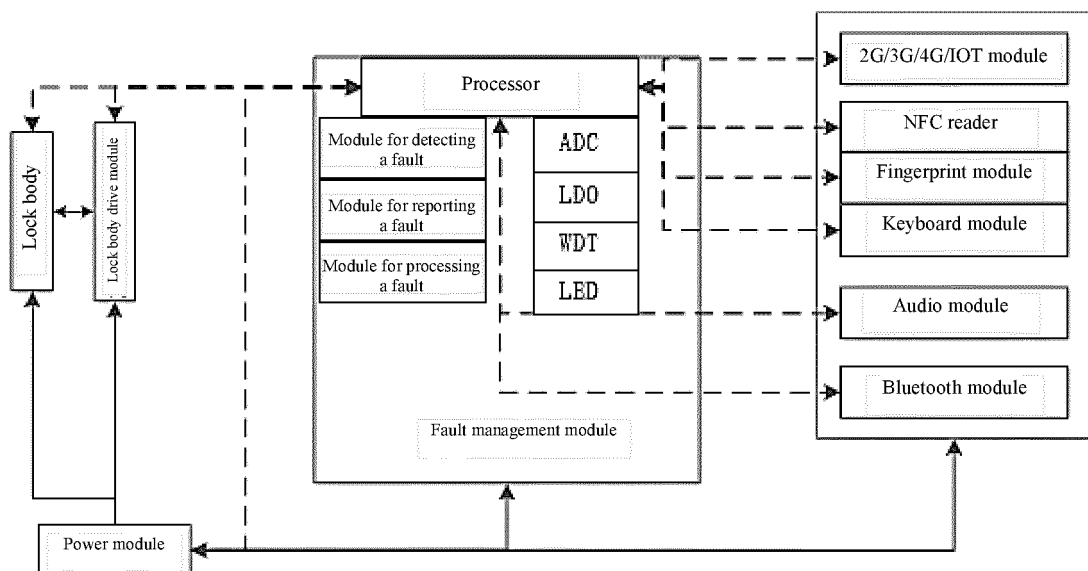 Lock body
Lock body drive module
Power module
Processor
Module for detecting
a fault
Module for reporting
a fault
Module for processing
a fault
ADC
LDO
WDT
LED
Fault management module
2G/3G/4G/IOT module
NFC reader
Fingerprint module
Keyboard module
Audio module
Bluetooth module